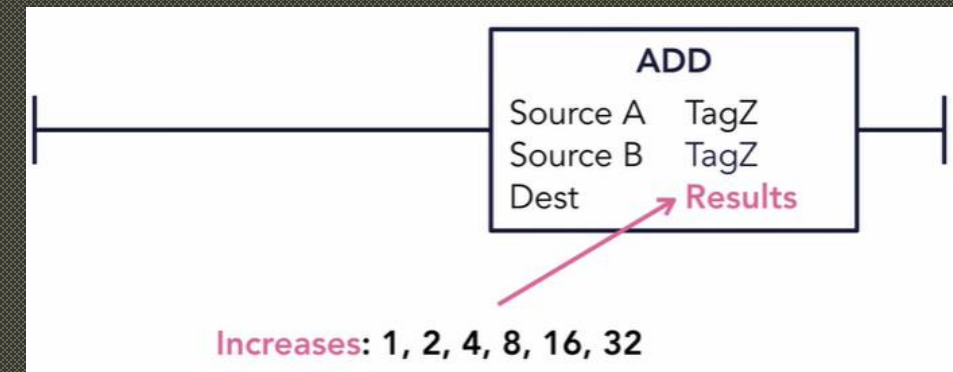 ADD
Source A TagZ
Source B TagZ
Dest Results
Increases: 1, 2, 4, 8, 16, 32